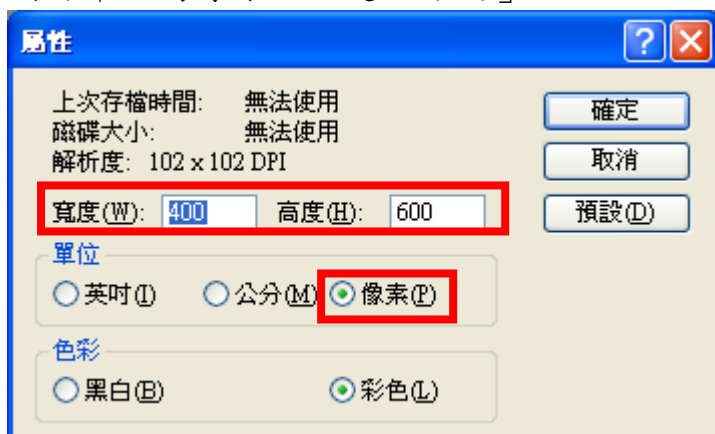 屬性
上次存檔時間: 無法使用
磁碟大小: 無法使用
解析度: 102 x 102 DPI
確定
取消
寬度(W): 400 高度(H): 600
預設(D)
單位
英吋(I) 公分(M) 像素(P)
色彩
黑白(B) 彩色(L)